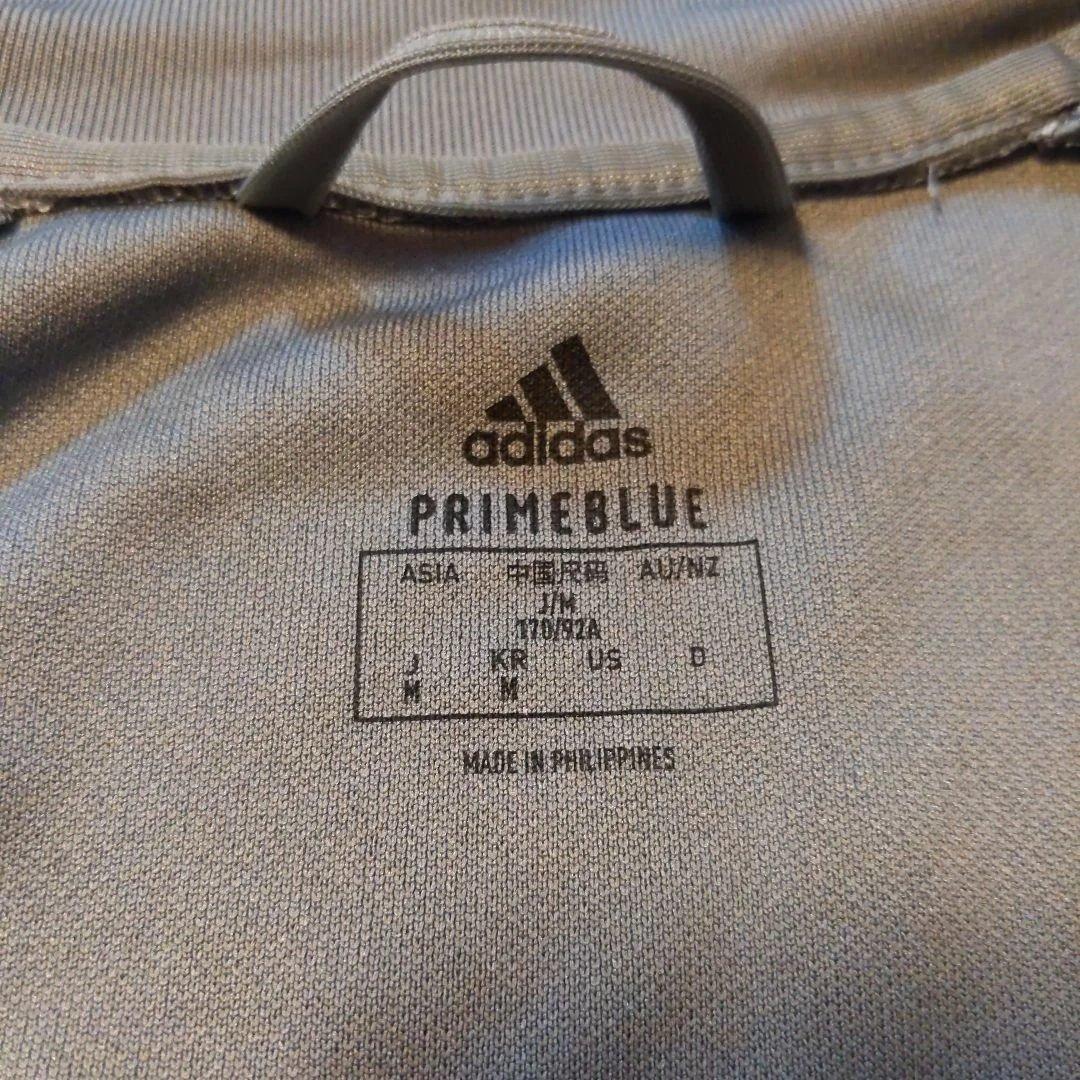 adidas
PRIMEBLUE
ASIA 中国尺码 AU/NZ
J/M
170/92A
J KR US D
M M
MADE IN PHILIPPINES